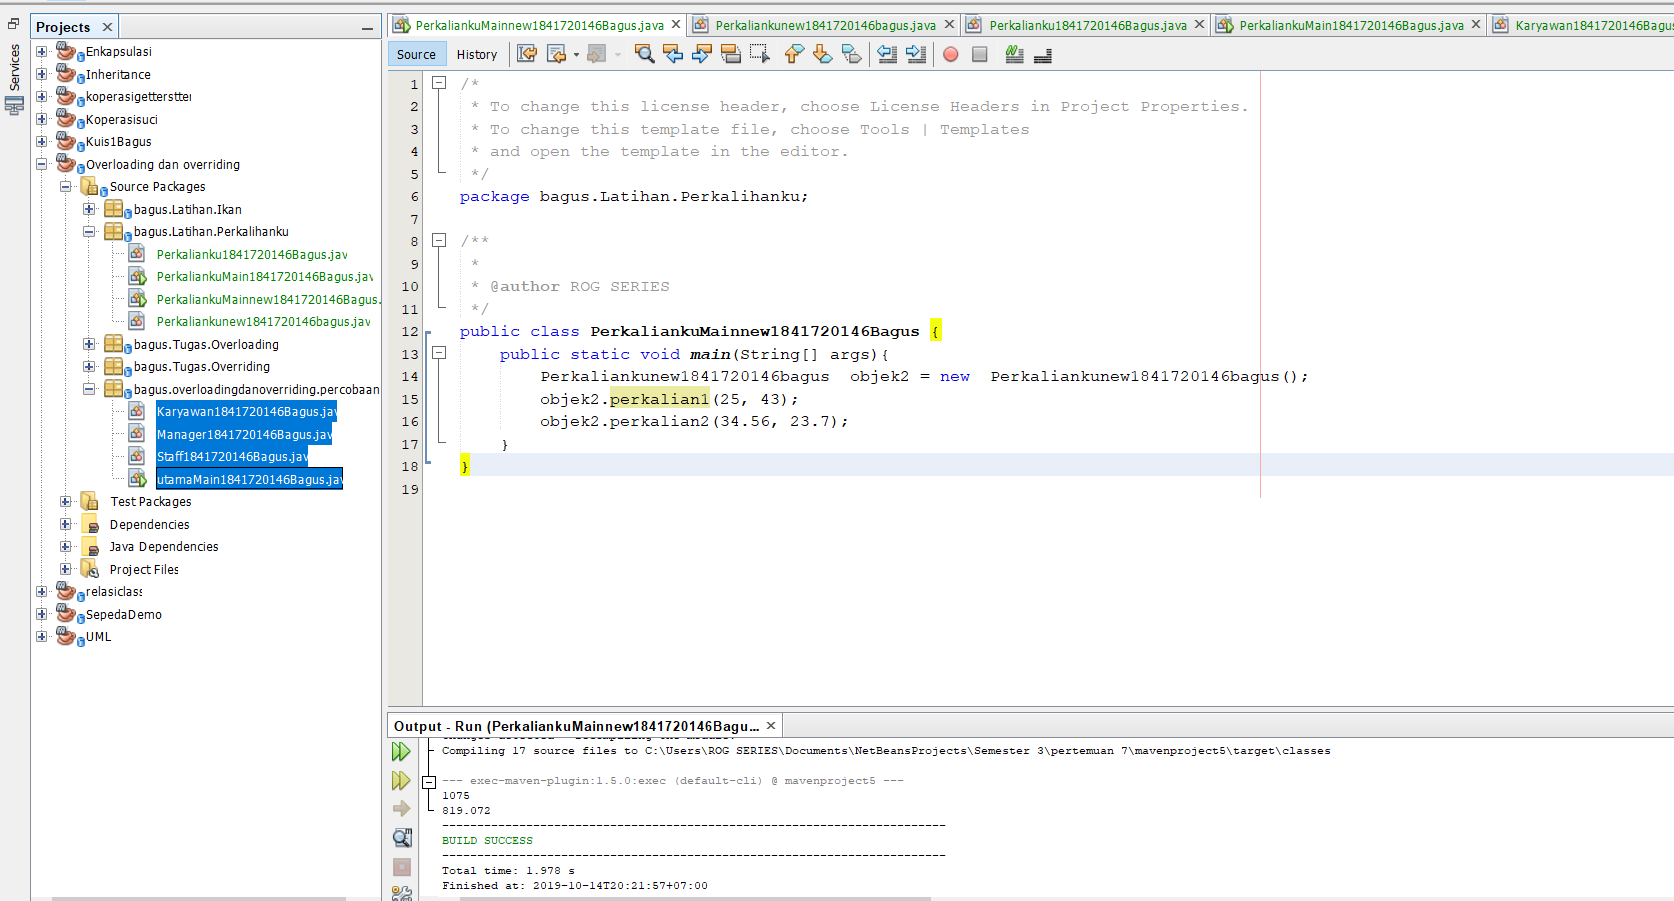 Services
Projects ×
Enkapsulasi
Inheritance
koperasigetterstter
Koperasisuci
Kuis1Bagus
Overloading dan overriding
Source Packages
bagus.Latihan.Ikan
bagus.Latihan.Perkalihanku
Perkalianku1841720146Bagus.jav
PerkaliankuMain1841720146Bagus.jav
PerkaliankuMainnew1841720146Bagus.
Perkaliankunew1841720146bagus.jav
bagus.Tugas.Overloading
bagus.Tugas.Overriding
bagus.overloadingdanoverriding.percobaan
Karyawan1841720146Bagus.jav
Manager1841720146Bagus.jav
Staff1841720146Bagus.jav
utamaMain1841720146Bagus.jav
Test Packages
Dependencies
Java Dependencies
Project Files
relasiclass
SepedaDemo
UML
PerkaliankuMainnew1841720146Bagus.java × Perkaliankunew1841720146bagus.java × Perkalianku1841720146Bagus.java × PerkaliankuMain1841720146Bagus.java × Karyawan1841720146Bagus
Source History
1 /*
2 * To change this license header, choose License Headers in Project Properties.
3 * To change this template file, choose Tools | Templates
4 * and open the template in the editor.
5 */
6 package bagus.Latihan.Perkalihanku;
7
8 /**
9 *
10 * @author ROG SERIES
11 */
12 public class PerkaliankuMainnew1841720146Bagus {
13 public static void main(String[] args){
14 Perkaliankunew1841720146bagus objek2 = new Perkaliankunew1841720146bagus();
15 objek2.perkalian1(25, 43);
16 objek2.perkalian2(34.56, 23.7);
17 }
18 }
19
Output - Run (PerkaliankuMainnew1841720146Bagu... ×
Changes detected - recompiling the module!
Compiling 17 source files to C:\Users\ROG SERIES\Documents\NetBeansProjects\Semester 3\pertemuan 7\mavenproject5\target\classes
--- exec-maven-plugin:1.5.0:exec (default-cli) @ mavenproject5 ---
1075
819.072
------------------------------------------------------------------------
BUILD SUCCESS
------------------------------------------------------------------------
Total time: 1.978 s
Finished at: 2019-10-14T20:21:57+07:00